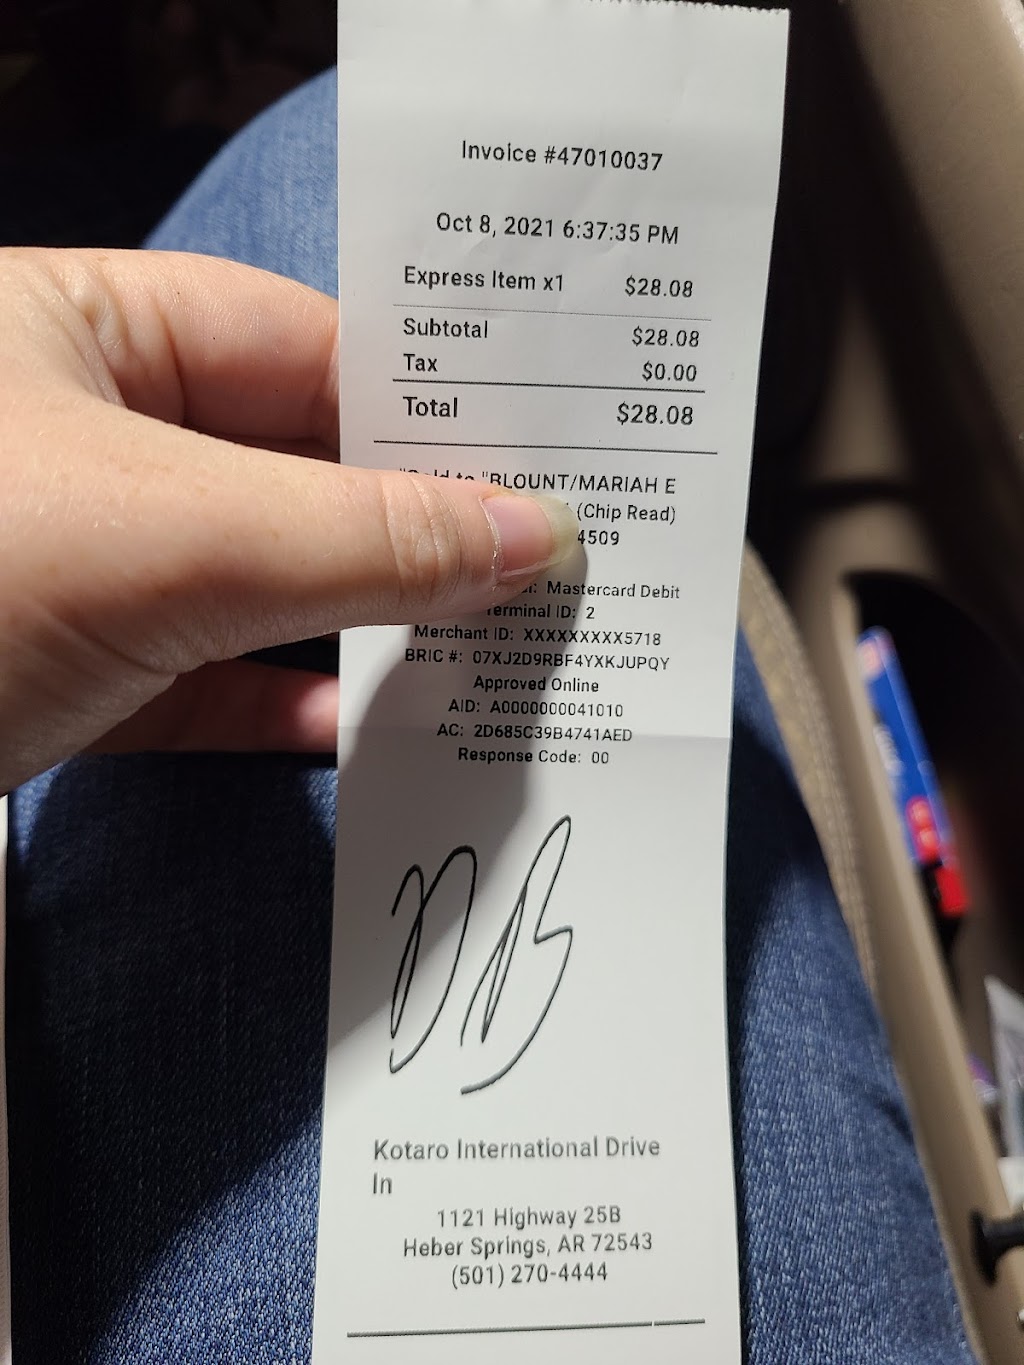 Invoice #47010037
Oct 8, 2021 6:37:35 PM
Express Item x1 $28.08
Subtotal $28.08
Tax $0.00
Total $28.08
"BLOUNT/MARIAH E
(Chip Read)
4509
Mastercard Debit
Terminal ID: 2
Merchant ID: XXXXXXXXX5718
BRIC #: 07XJ2D9RBF4YXKJUPQY
Approved Online
AID: A0000000041010
AC: 2D685C39B4741AED
Response Code: 00
Kotaro International Drive
In
1121 Highway 25B
Heber Springs, AR 72543
(501) 270-4444